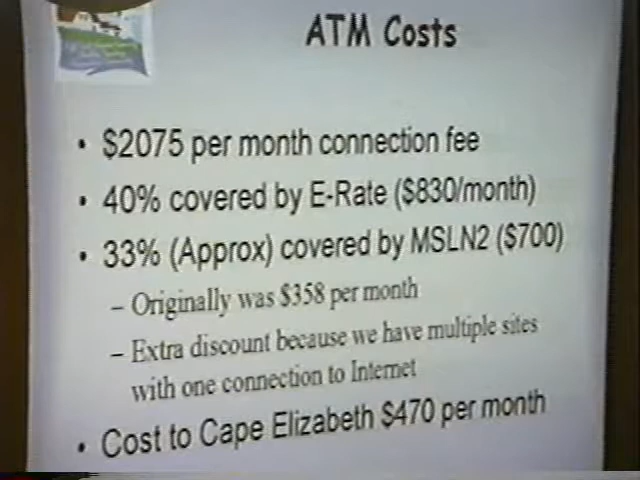 ATM Costs
• $2075 per month connection fee
• 40% covered by E-Rate ($830/month)
• 33% (Approx) covered by MSLN2 ($700)
– Originally was $358 per month
– Extra discount because we have multiple sites
with one connection to Internet
• Cost to Cape Elizabeth $470 per month